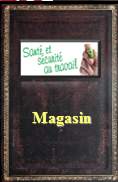 Santé et
sécurité
au travail
Magasin